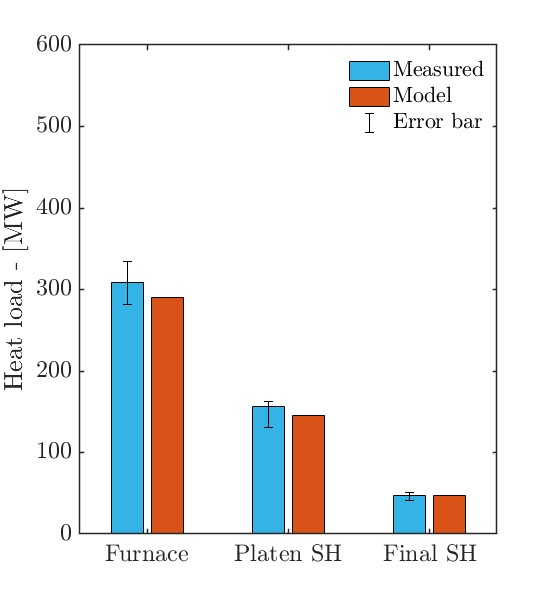 600
500
400
300
200
100
0
Heat load - [MW]
Measured
Model
Error bar
Furnace
Platen SH
Final SH